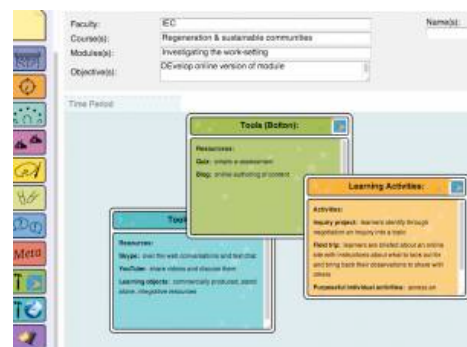 Faculty: IEC
Name(s):
Course(s): Regeneration & sustainable communities
Modules(s): Investigating the work-setting
Objective(s): DEvelop online version of module
Time Period
Tools (Bolton):
Resources:
Quiz: create e-assessment
Blog: online authoring of content
Learning Activities:
Activities:
Inquiry project: learners identify through
negotiation an inquiry into a topic
Field trip: learners are briefed about an online
site with instructions about what to look out for
and bring back their observations to share with
others
Purposeful individual activities:
Tools
Resources:
Skype: over the web conversations and text chat
YouTube: share videos and discuss them
Learning objects: commercially produced, stand
alone, integrative resources
Meta